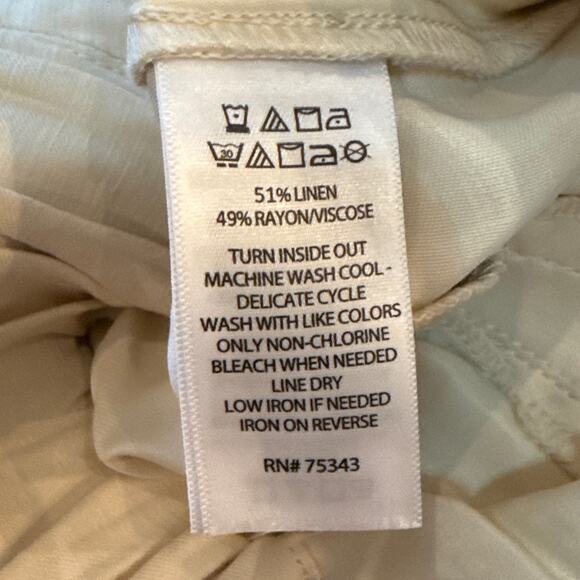 30
51% LINEN
49% RAYON/VISCOSE
TURN INSIDE OUT
MACHINE WASH COOL -
DELICATE CYCLE
WASH WITH LIKE COLORS
ONLY NON-CHLORINE
BLEACH WHEN NEEDED
LINE DRY
LOW IRON IF NEEDED
IRON ON REVERSE
RN# 75343